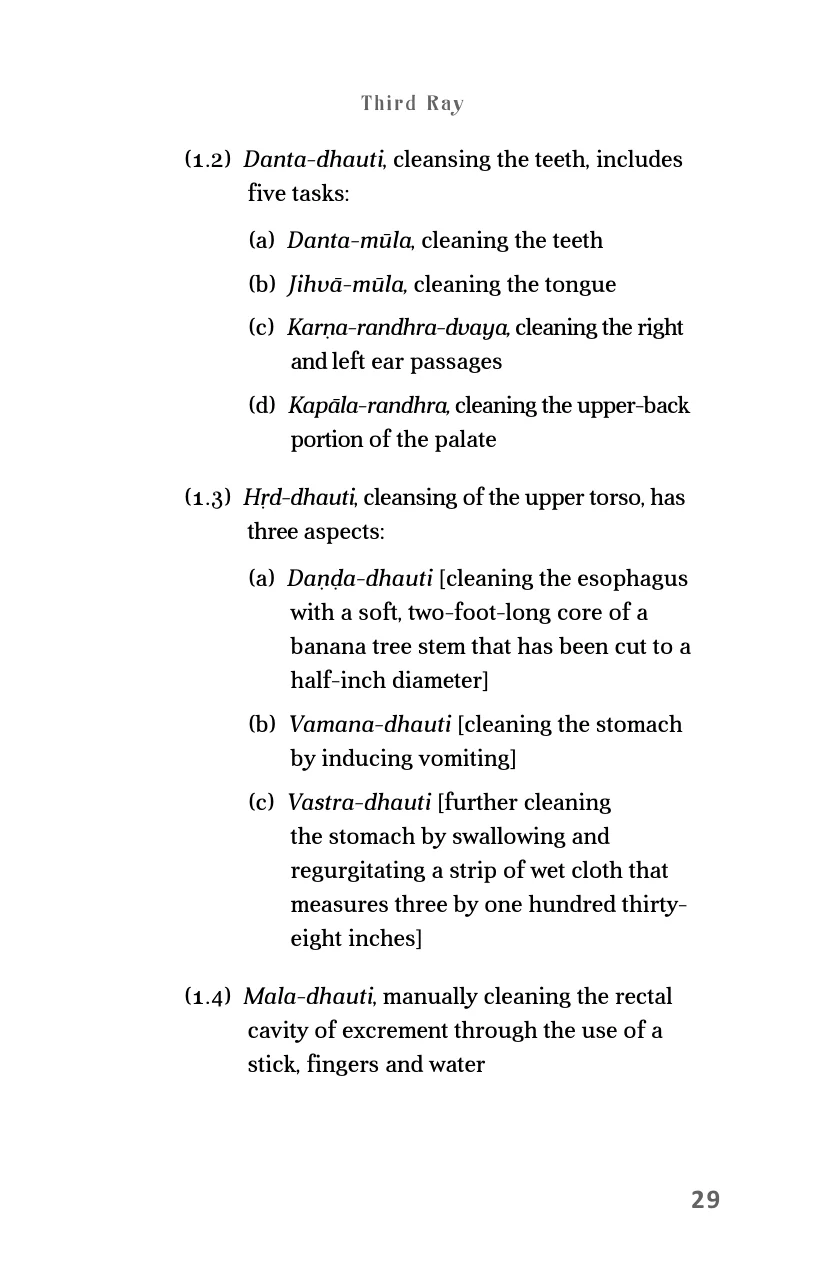 Third Ray
(1.2) Danta-dhauti, cleansing the teeth, includes
five tasks:
(a) Danta-mūla, cleaning the teeth
(b) Jihvā-mūla, cleaning the tongue
(c) Karṇa-randhra-dvaya, cleaning the right
and left ear passages
(d) Kapāla-randhra, cleaning the upper-back
portion of the palate
(1.3) Hṛd-dhauti, cleansing of the upper torso, has
three aspects:
(a) Daṇḍa-dhauti [cleaning the esophagus
with a soft, two-foot-long core of a
banana tree stem that has been cut to a
half-inch diameter]
(b) Vamana-dhauti [cleaning the stomach
by inducing vomiting]
(c) Vastra-dhauti [further cleaning
the stomach by swallowing and
regurgitating a strip of wet cloth that
measures three by one hundred thirty-
eight inches]
(1.4) Mala-dhauti, manually cleaning the rectal
cavity of excrement through the use of a
stick, fingers and water
29